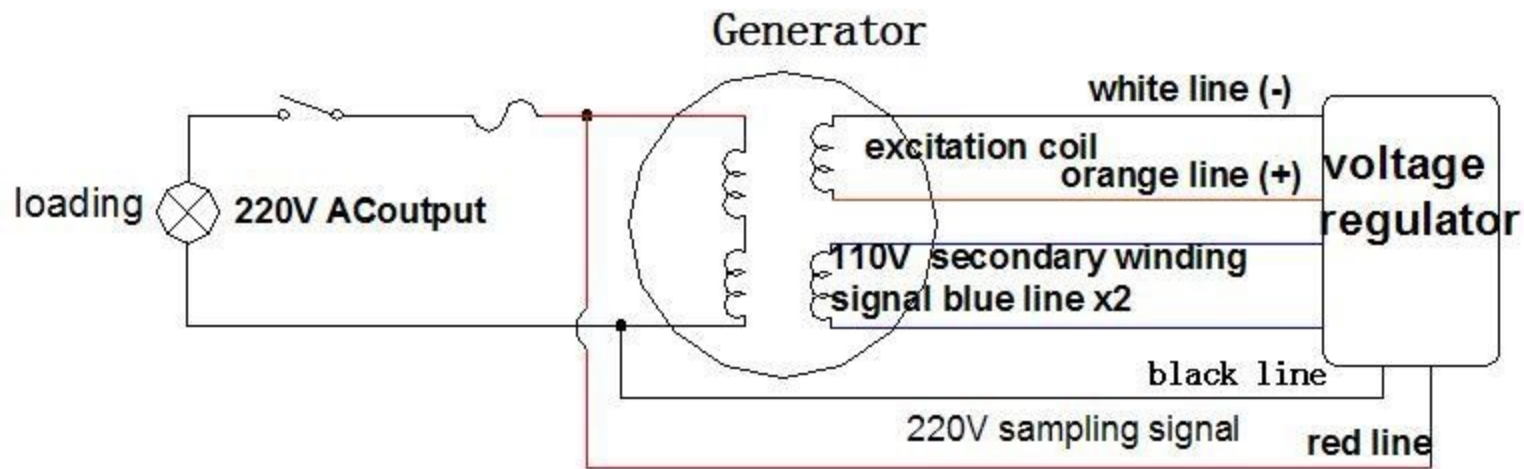 Generator
white line (-)
excitation coil
orange line (+)
voltage
regulator
loading
220V ACoutput
110V secondary winding
signal blue line x2
black line
220V sampling signal
red line